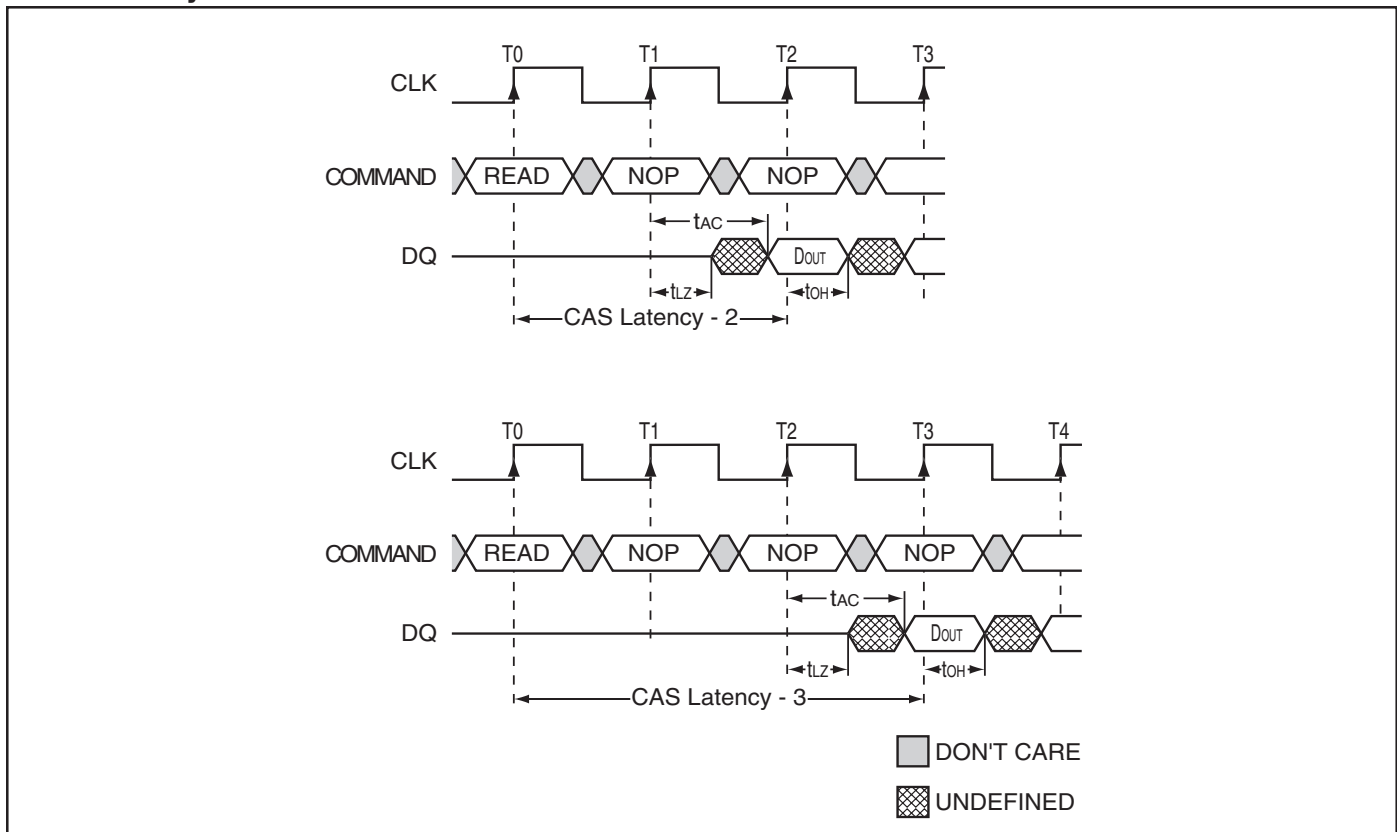 T0 T1 T2 T3
CLK
COMMAND READ NOP NOP
tAC
DQ DOUT
tLZ tOH
CAS Latency - 2
T0 T1 T2 T3 T4
CLK
COMMAND READ NOP NOP NOP
tAC
DQ DOUT
tLZ tOH
CAS Latency - 3
DON'T CARE
UNDEFINED